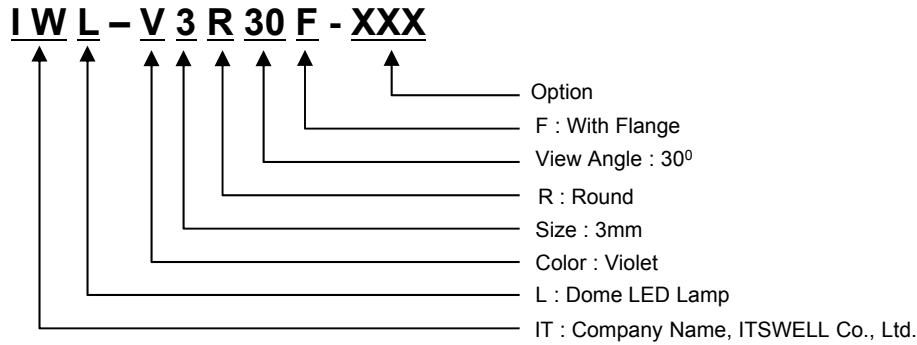 I W L – V 3 R 30 F - XXX
Option
F : With Flange
View Angle : 30⁰
R : Round
Size : 3mm
Color : Violet
L : Dome LED Lamp
IT : Company Name, ITSWELL Co., Ltd.